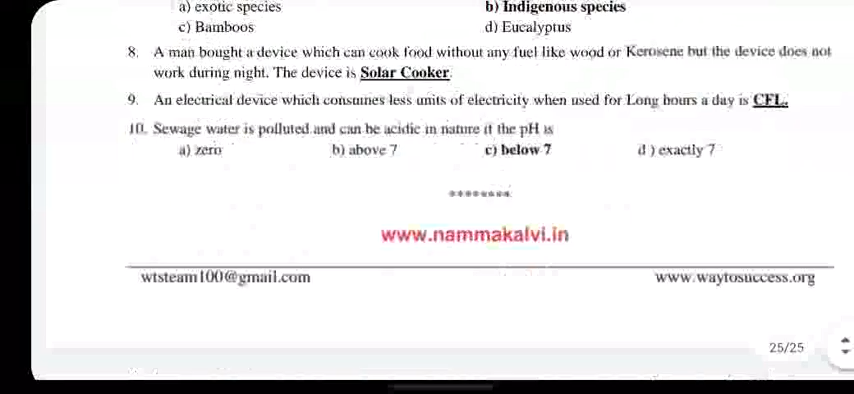 a) exotic species b) Indigenous species
c) Bamboos d) Eucalyptus
8. A man bought a device which can cook food without any fuel like wood or Kerosene but the device does not
work during night. The device is Solar Cooker.
9. An electrical device which consumes less units of electricity when used for Long hours a day is CFL.
10. Sewage water is polluted and can be acidic in nature if the pH is
a) zero b) above 7 c) below 7 d ) exactly 7
********
www.nammakalvi.in
wtsteam100@gmail.com www.waytosuccess.org
25/25